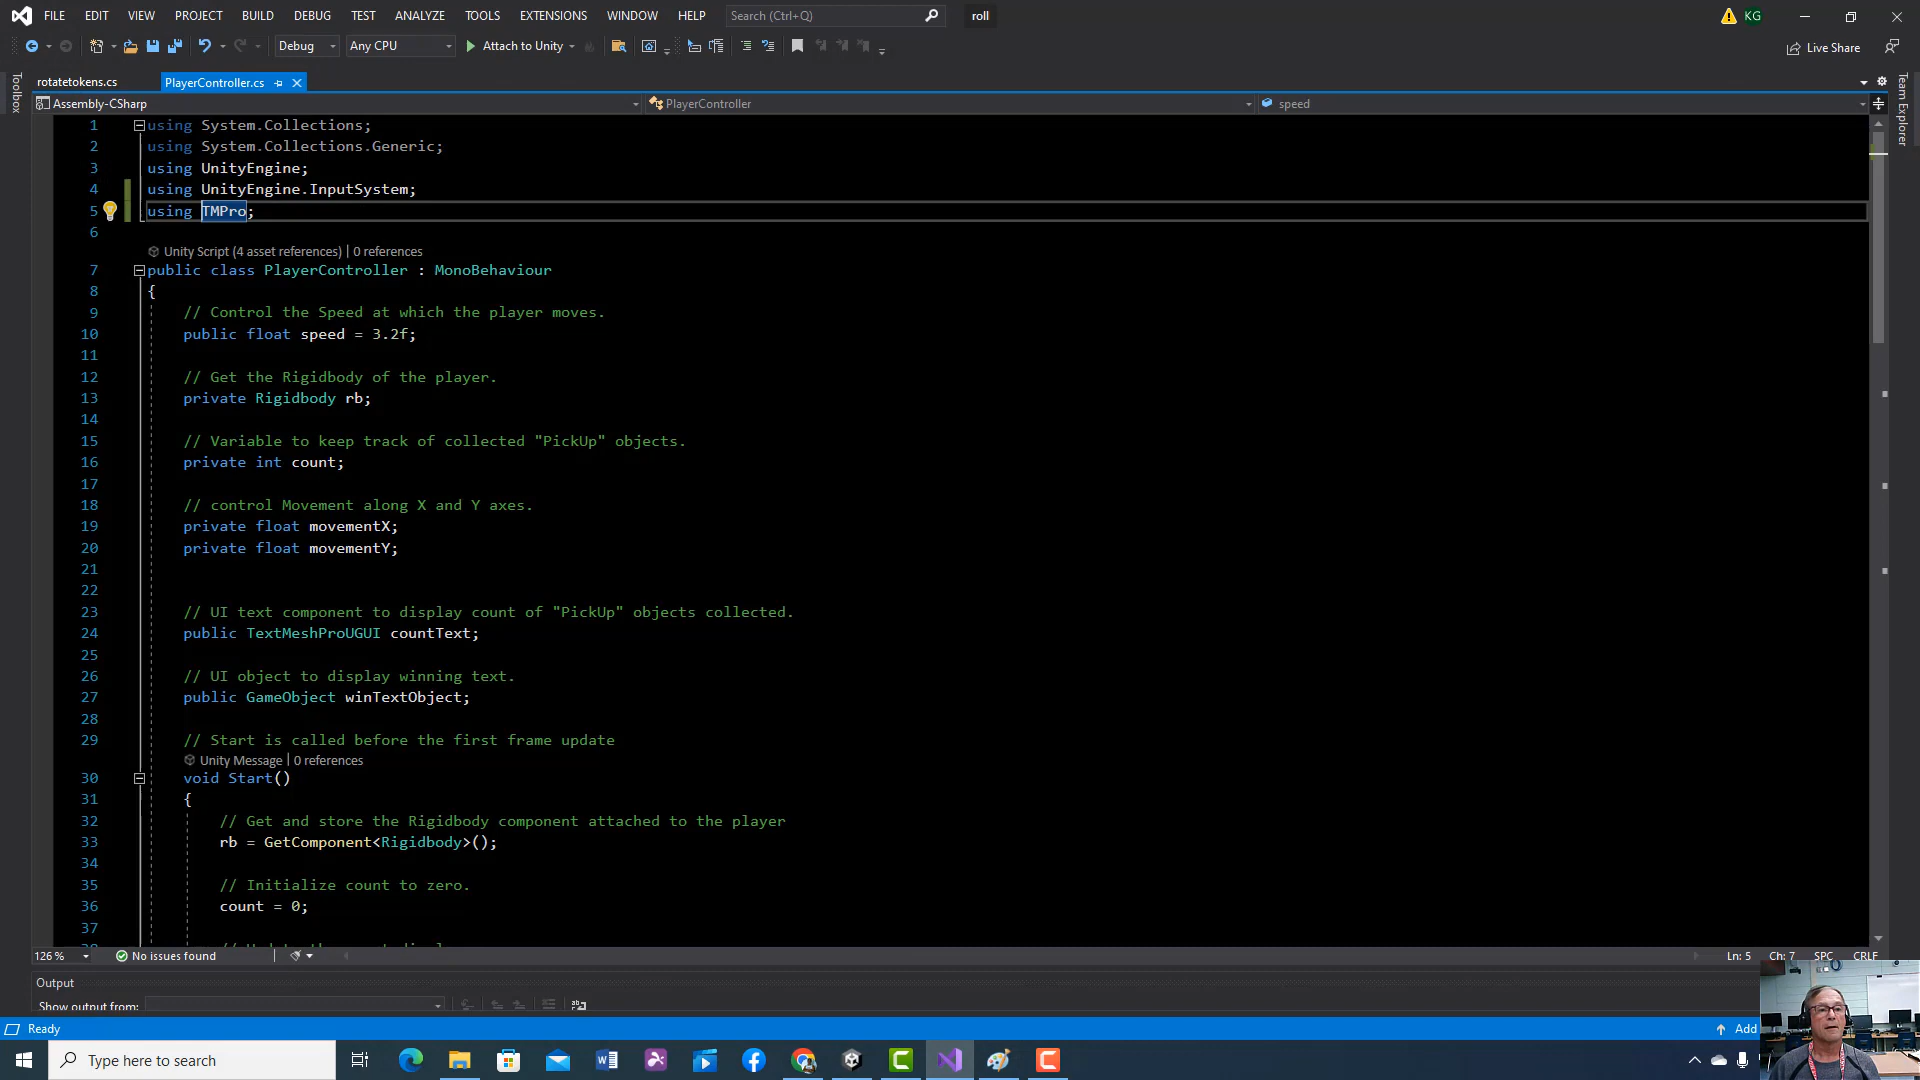 FILE EDIT VIEW PROJECT BUILD DEBUG TEST ANALYZE TOOLS EXTENSIONS WINDOW HELP Search (Ctrl+Q) roll KG
Debug Any CPU Attach to Unity Live Share
Toolbox
Team Explorer
rotatetokens.cs PlayerController.cs
Assembly-CSharp PlayerController speed
1 using System.Collections;
2 using System.Collections.Generic;
3 using UnityEngine;
4 using UnityEngine.InputSystem;
5 using TMPro;
6
Unity Script (4 asset references) | 0 references
7 public class PlayerController : MonoBehaviour
8 {
9 // Control the Speed at which the player moves.
10 public float speed = 3.2f;
11
12 // Get the Rigidbody of the player.
13 private Rigidbody rb;
14
15 // Variable to keep track of collected "PickUp" objects.
16 private int count;
17
18 // control Movement along X and Y axes.
19 private float movementX;
20 private float movementY;
21
22
23 // UI text component to display count of "PickUp" objects collected.
24 public TextMeshProUGUI countText;
25
26 // UI object to display winning text.
27 public GameObject winTextObject;
28
29 // Start is called before the first frame update
Unity Message | 0 references
30 void Start()
31 {
32 // Get and store the Rigidbody component attached to the player
33 rb = GetComponent<Rigidbody>();
34
35 // Initialize count to zero.
36 count = 0;
37
126 % No issues found Ln: 5 Ch: 7 SPC CRLF
Output
Show output from:
Ready Add
Type here to search